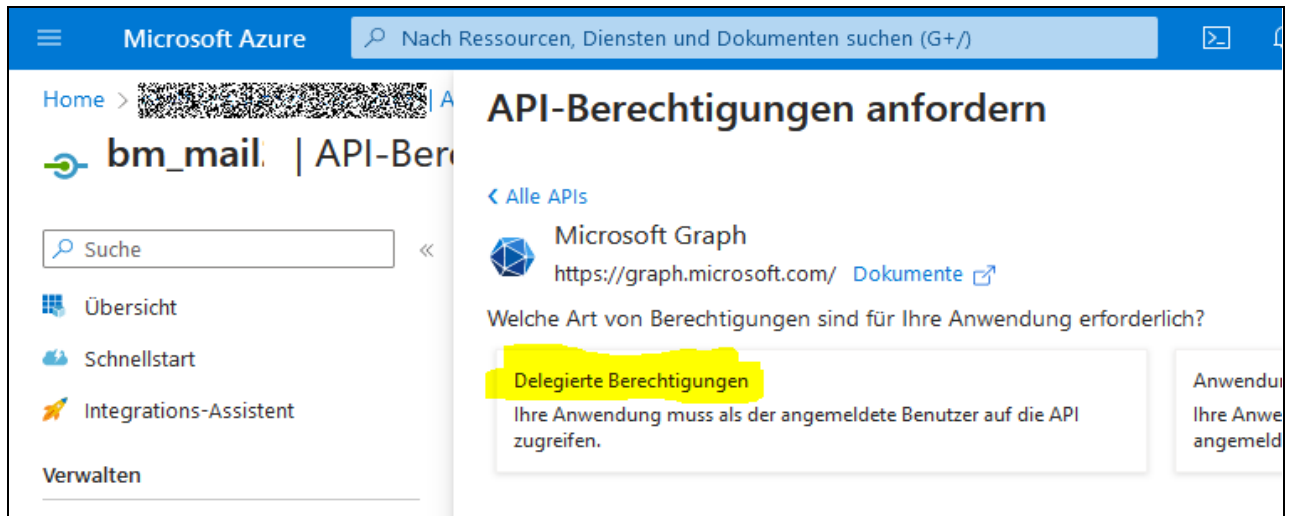 Microsoft Azure
Nach Ressourcen, Diensten und Dokumenten suchen (G+/)
Home > | A
bm_mail | API-Ber
Suche
Übersicht
Schnellstart
Integrations-Assistent
Verwalten
API-Berechtigungen anfordern
Alle APIs
Microsoft Graph
https://graph.microsoft.com/ Dokumente
Welche Art von Berechtigungen sind für Ihre Anwendung erforderlich?
Delegierte Berechtigungen
Ihre Anwendung muss als der angemeldete Benutzer auf die API
zugreifen.
Anwendu
Ihre Anwe
angemeld